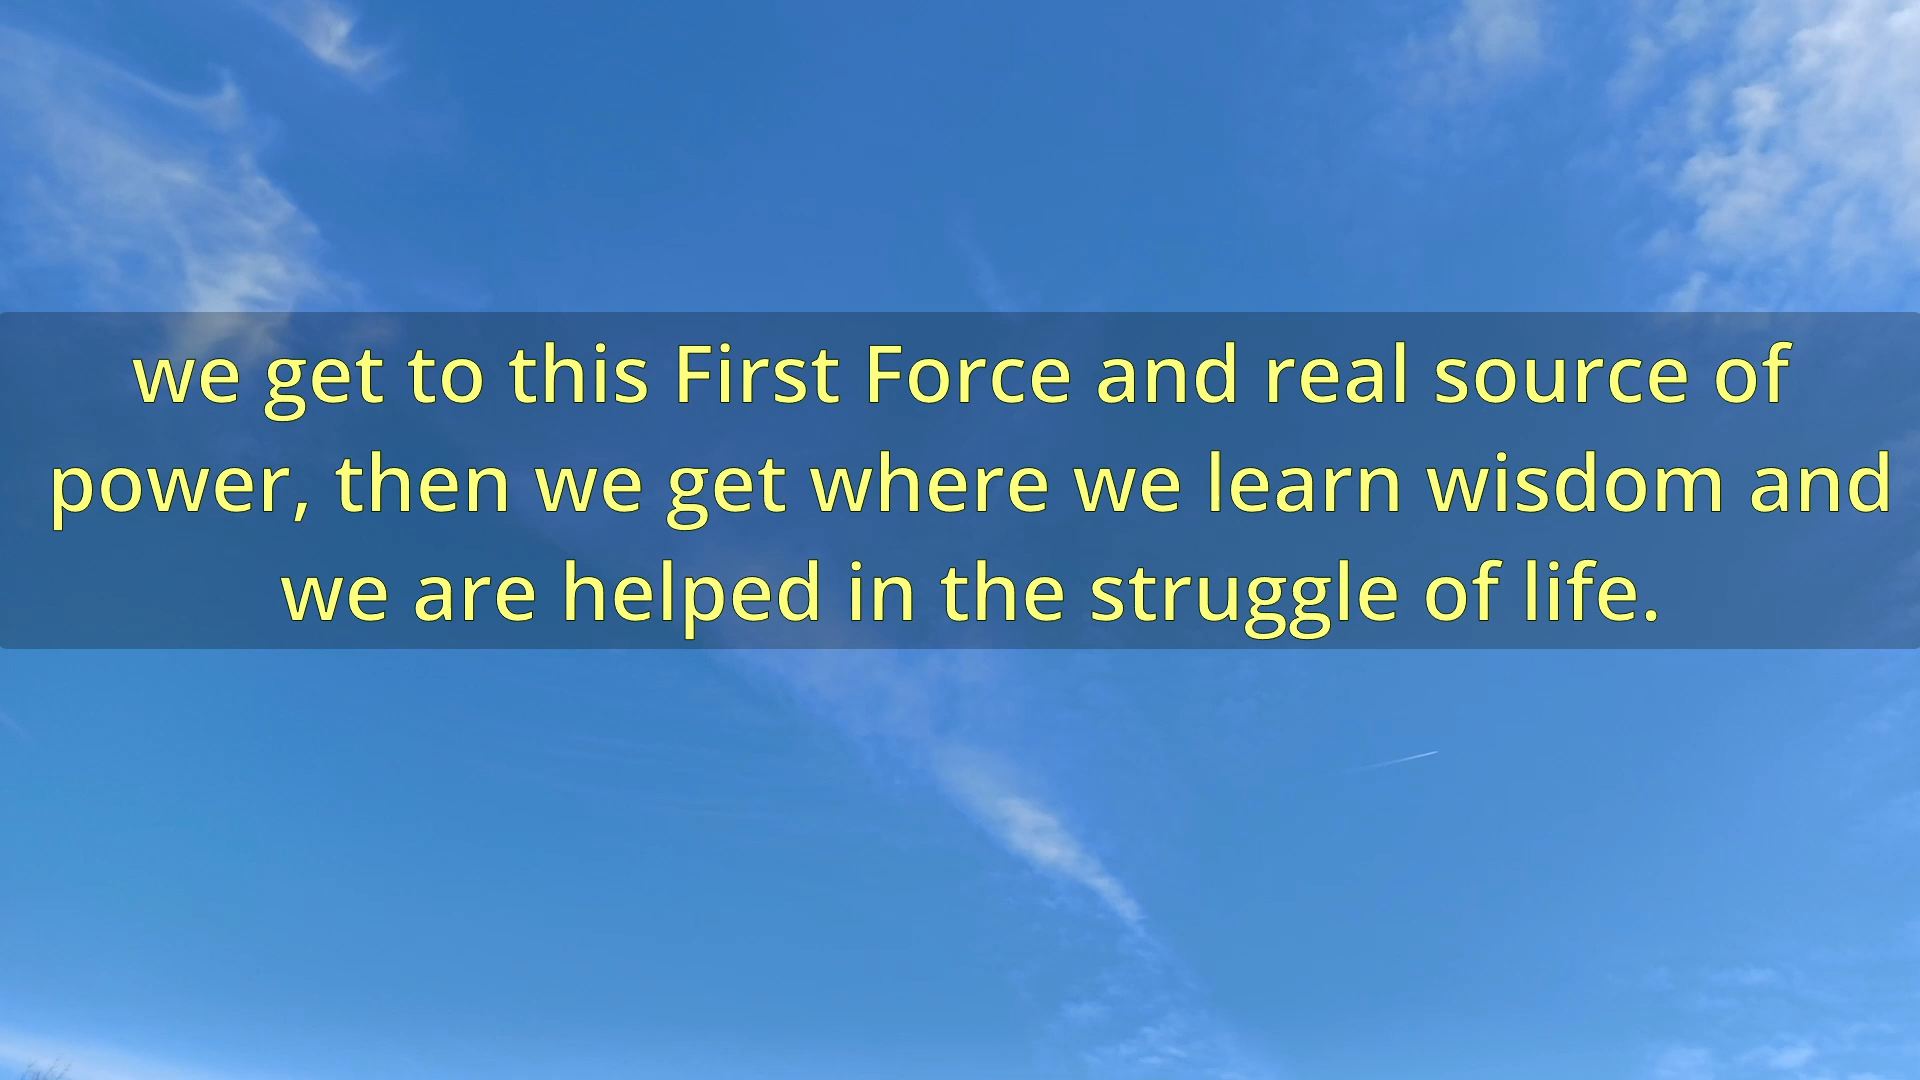 we get to this First Force and real source of
power, then we get where we learn wisdom and
we are helped in the struggle of life.